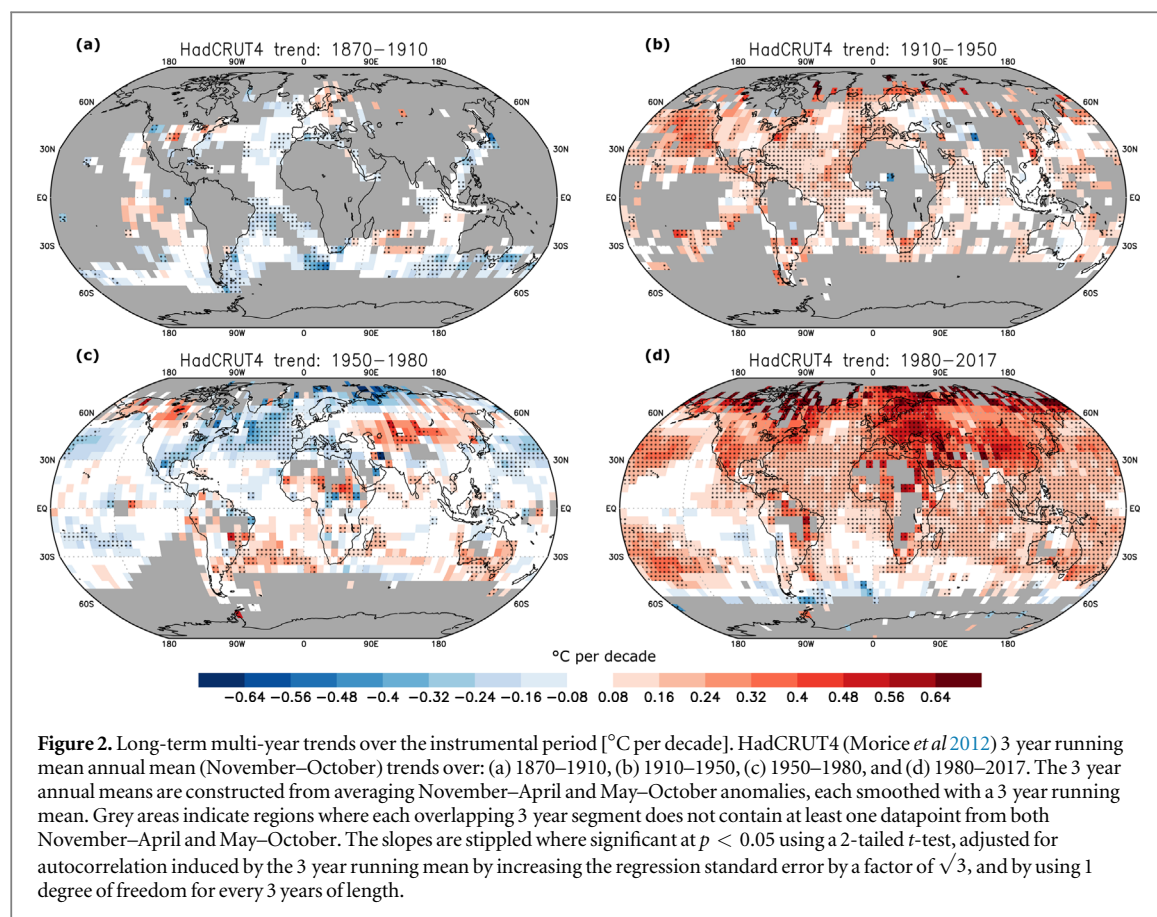 (a)
HadCRUT4 trend: 1870−1910
180 90W 0 90E 180
60N 60N
30N 30N
EQ EQ
30S 30S
60S 60S
180 90W 0 90E 180
(b)
HadCRUT4 trend: 1910−1950
180 90W 0 90E 180
60N 60N
30N 30N
EQ EQ
30S 30S
60S 60S
180 90W 0 90E 180
(c)
HadCRUT4 trend: 1950−1980
180 90W 0 90E 180
60N 60N
30N 30N
EQ EQ
30S 30S
60S 60S
180 90W 0 90E 180
(d)
HadCRUT4 trend: 1980−2017
180 90W 0 90E 180
60N 60N
30N 30N
EQ EQ
30S 30S
60S 60S
180 90W 0 90E 180
°C per decade
−0.64 −0.56 −0.48 −0.4 −0.32 −0.24 −0.16 −0.08 0.08 0.16 0.24 0.32 0.4 0.48 0.56 0.64
Figure 2. Long-term multi-year trends over the instrumental period [°C per decade]. HadCRUT4 (Morice et al 2012) 3 year running
mean annual mean (November–October) trends over: (a) 1870–1910, (b) 1910–1950, (c) 1950–1980, and (d) 1980–2017. The 3 year
annual means are constructed from averaging November–April and May–October anomalies, each smoothed with a 3 year running
mean. Grey areas indicate regions where each overlapping 3 year segment does not contain at least one datapoint from both
November–April and May–October. The slopes are stippled where significant at p < 0.05 using a 2-tailed t-test, adjusted for
autocorrelation induced by the 3 year running mean by increasing the regression standard error by a factor of √3, and by using 1
degree of freedom for every 3 years of length.